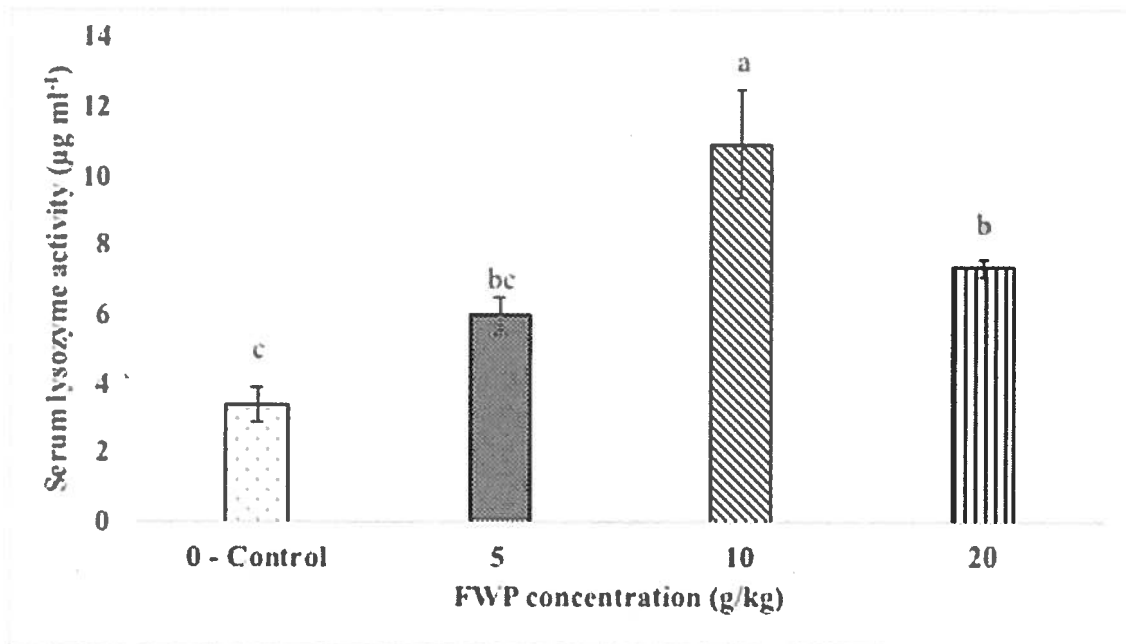 Serum lysozyme activity (µg ml⁻¹)
14
12
10
8
6
4
2
0
c
bc
a
b
0 - Control
5
10
20
FWP concentration (g/kg)